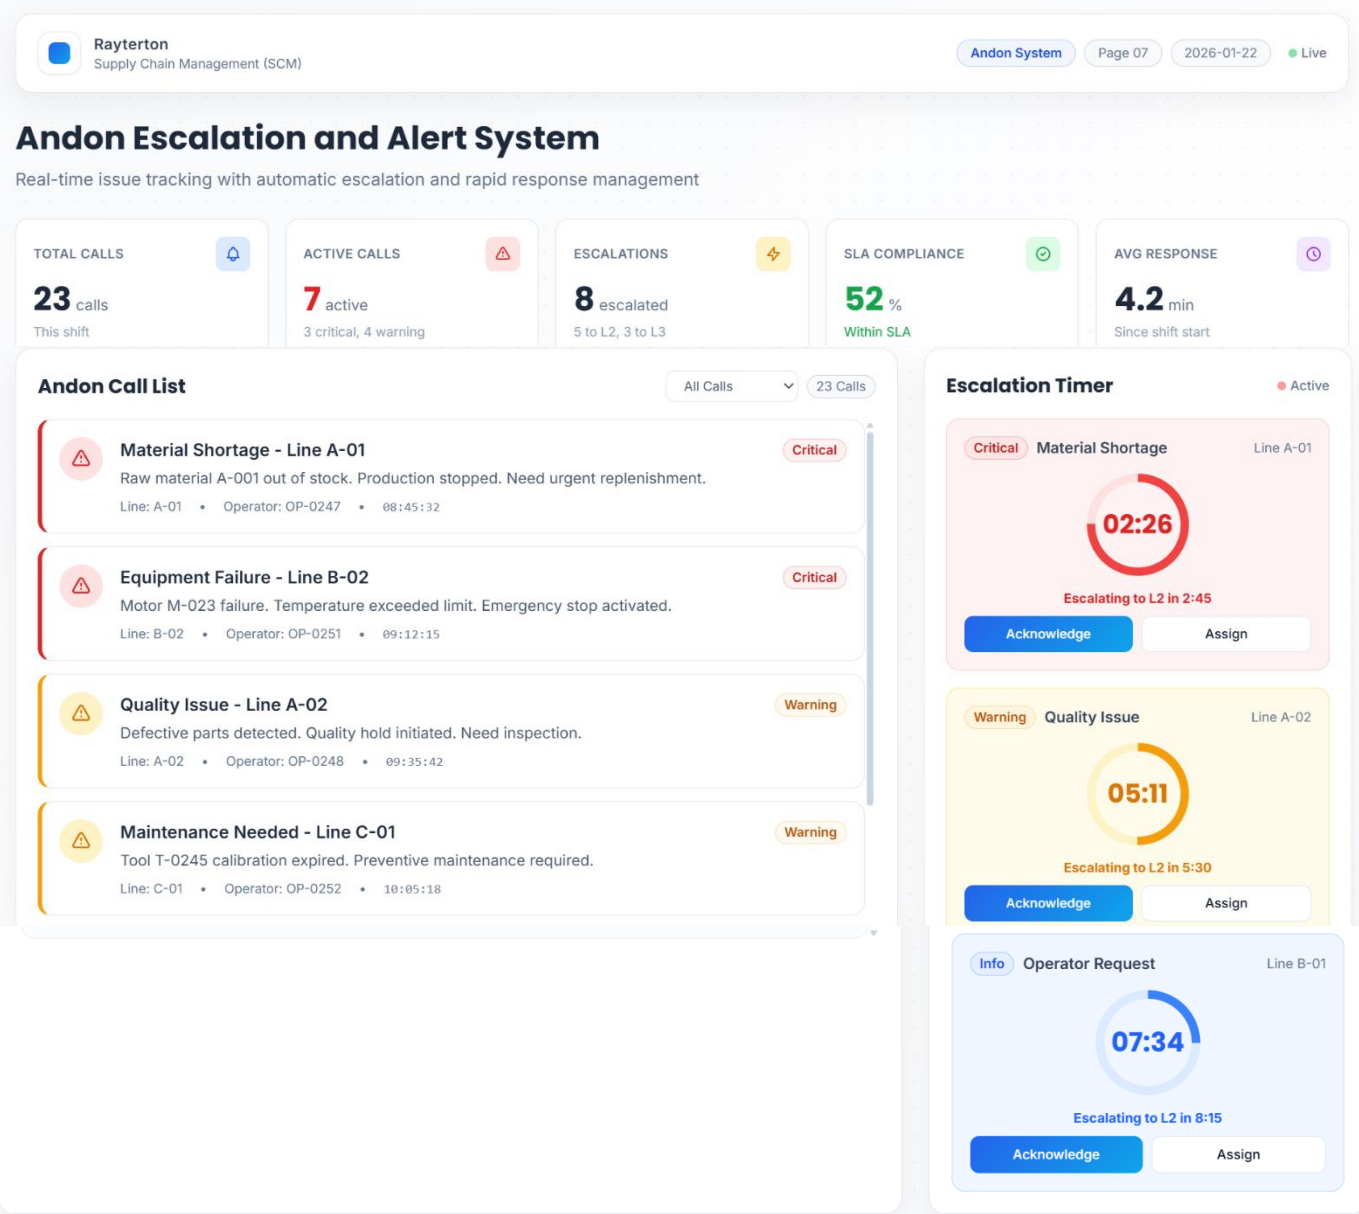 Rayterton
Supply Chain Management (SCM)
Andon System
Page 07
2026-01-22
Live
Andon Escalation and Alert System
Real-time issue tracking with automatic escalation and rapid response management
TOTAL CALLS
23 calls
This shift
ACTIVE CALLS
7 active
3 critical, 4 warning
ESCALATIONS
8 escalated
5 to L2, 3 to L3
SLA COMPLIANCE
52 %
Within SLA
AVG RESPONSE
4.2 min
Since shift start
Andon Call List
All Calls
23 Calls
Material Shortage - Line A-01
Critical
Raw material A-001 out of stock. Production stopped. Need urgent replenishment.
Line: A-01 • Operator: OP-0247 • 08:45:32
Equipment Failure - Line B-02
Critical
Motor M-023 failure. Temperature exceeded limit. Emergency stop activated.
Line: B-02 • Operator: OP-0251 • 09:12:15
Quality Issue - Line A-02
Warning
Defective parts detected. Quality hold initiated. Need inspection.
Line: A-02 • Operator: OP-0248 • 09:35:42
Maintenance Needed - Line C-01
Warning
Tool T-0245 calibration expired. Preventive maintenance required.
Line: C-01 • Operator: OP-0252 • 10:05:18
Escalation Timer
Active
Critical Material Shortage Line A-01
02:26
Escalating to L2 in 2:45
Acknowledge Assign
Warning Quality Issue Line A-02
05:11
Escalating to L2 in 5:30
Acknowledge Assign
Info Operator Request Line B-01
07:34
Escalating to L2 in 8:15
Acknowledge Assign